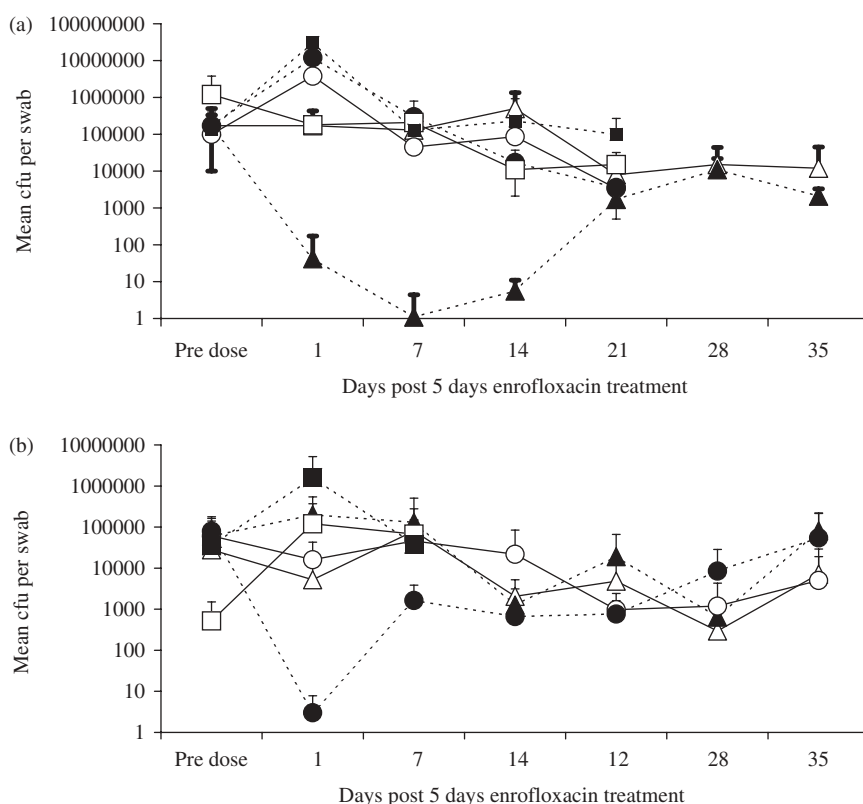 (a)
100000000
10000000
1000000
100000
10000
1000
100
10
1
Mean cfu per swab
Pre dose 1 7 14 21 28 35
Days post 5 days enrofloxacin treatment
(b)
10000000
1000000
100000
10000
1000
100
10
1
Mean cfu per swab
Pre dose 1 7 14 12 28 35
Days post 5 days enrofloxacin treatment